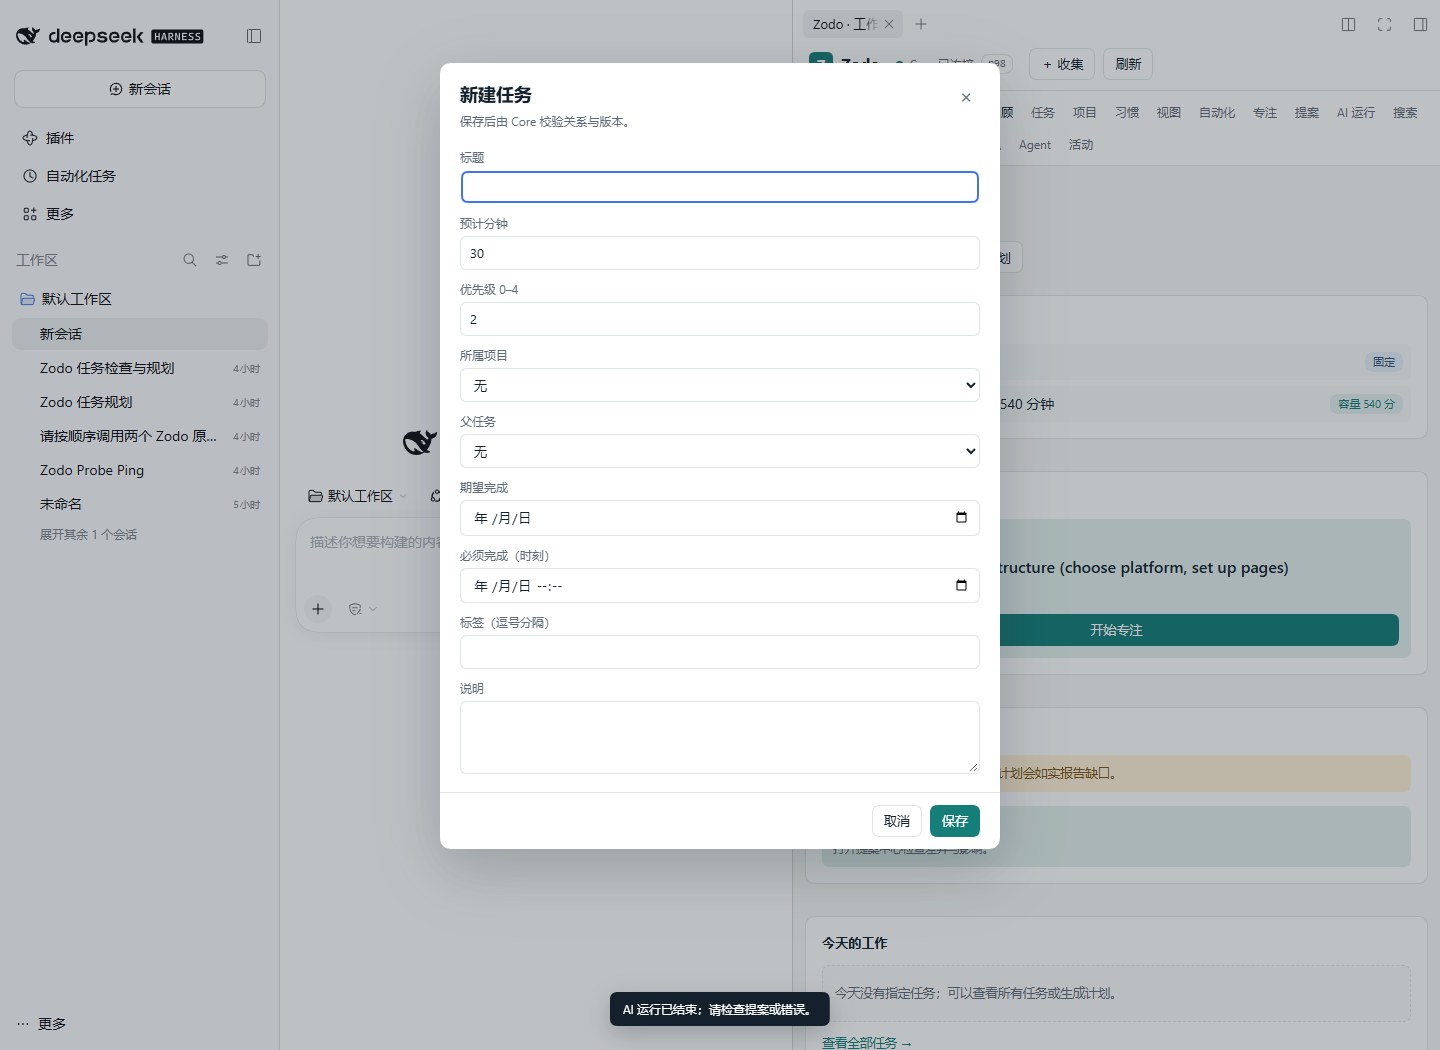 deepseek HARNESS
新会话
插件
自动化任务
更多
工作区
默认工作区
新会话
Zodo 任务检查与规划 4小时
Zodo 任务规划 4小时
请按顺序调用两个 Zodo 原... 4小时
Zodo Probe Ping 4小时
未命名 5小时
展开其余 1 个会话
更多
默认工作区
描述你想要构建的内容
Zodo · 工作
+ 收集
刷新
顾 任务 项目 习惯 视图 自动化 专注 提案 AI 运行 搜索
Agent 活动
划
固定
540 分钟
容量 540 分
tructure (choose platform, set up pages)
开始专注
计划会如实报告缺口。
今天的工作
今天没有指定任务；可以查看所有任务或生成计划。
查看全部任务 →
新建任务
保存后由 Core 校验关系与版本。
标题
预计分钟
30
优先级 0–4
2
所属项目
无
父任务
无
期望完成
年 /月/日
必须完成（时刻）
年 /月/日 --:--
标签（逗号分隔）
说明
取消
保存
AI 运行已结束；请检查提案或错误。